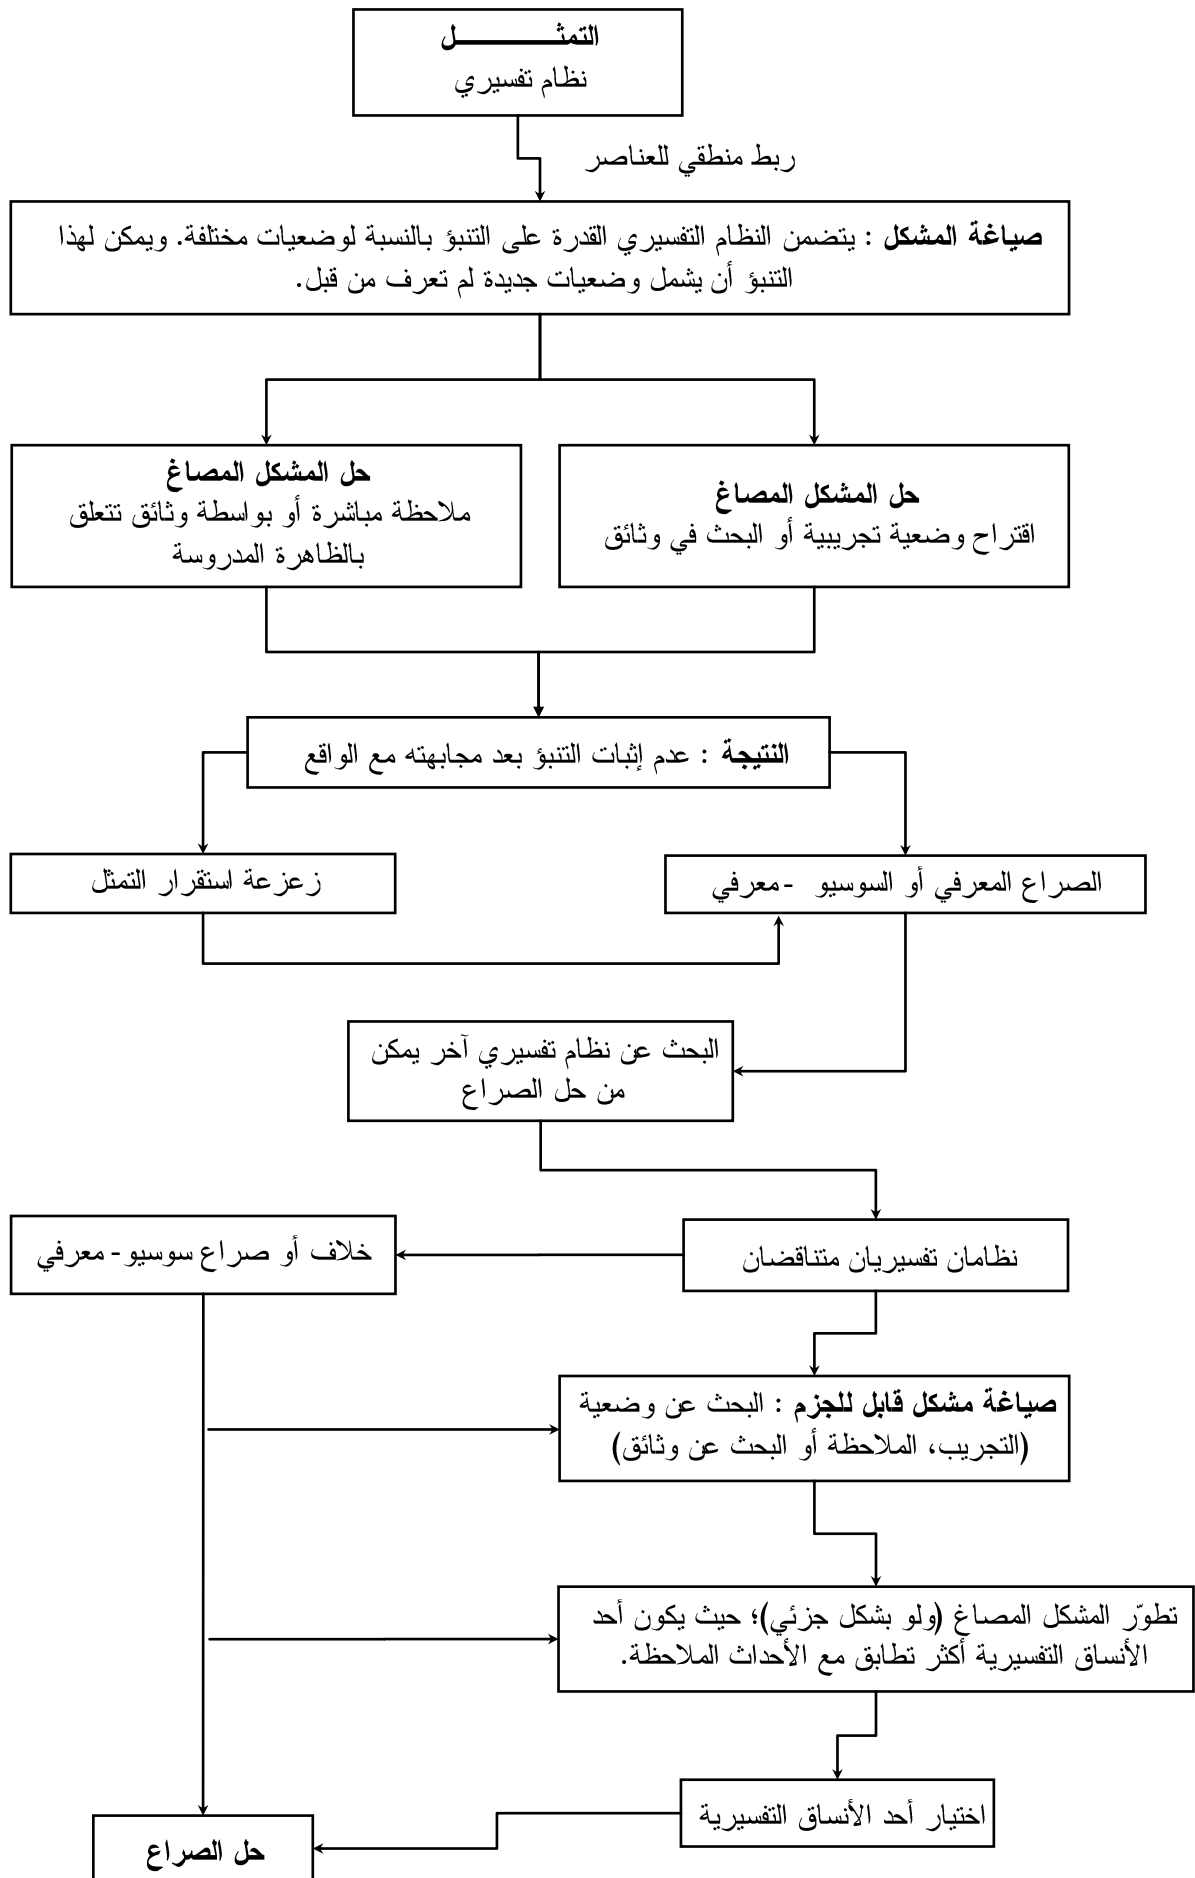 التمثــــــــــــل
نظام تفسيري
ربط منطقي للعناصر
صياغة المشكل : يتضمن النظام التفسيري القدرة على التنبؤ بالنسبة لوضعيات مختلفة. ويمكن لهذا
التنبؤ أن يشمل وضعيات جديدة لم تعرف من قبل.
حل المشكل المصاغ
اقتراح وضعية تجريبية أو البحث في وثائق
حل المشكل المصاغ
ملاحظة مباشرة أو بواسطة وثائق تتعلق
بالظاهرة المدروسة
النتيجة : عدم إثبات التنبؤ بعد مجابهته مع الواقع
الصراع المعرفي أو السوسيو - معرفي
زعزعة استقرار التمثل
البحث عن نظام تفسيري آخر يمكن
من حل الصراع
نظامان تفسيريان متناقضان
خلاف أو صراع سوسيو- معرفي
صياغة مشكل قابل للجزم : البحث عن وضعية
(التجريب، الملاحظة أو البحث عن وثائق)
تطوّر المشكل المصاغ (ولو بشكل جزئي)؛ حيث يكون أحد
الأنساق التفسيرية أكثر تطابق مع الأحداث الملاحظة.
اختيار أحد الأنساق التفسيرية
حل الصراع